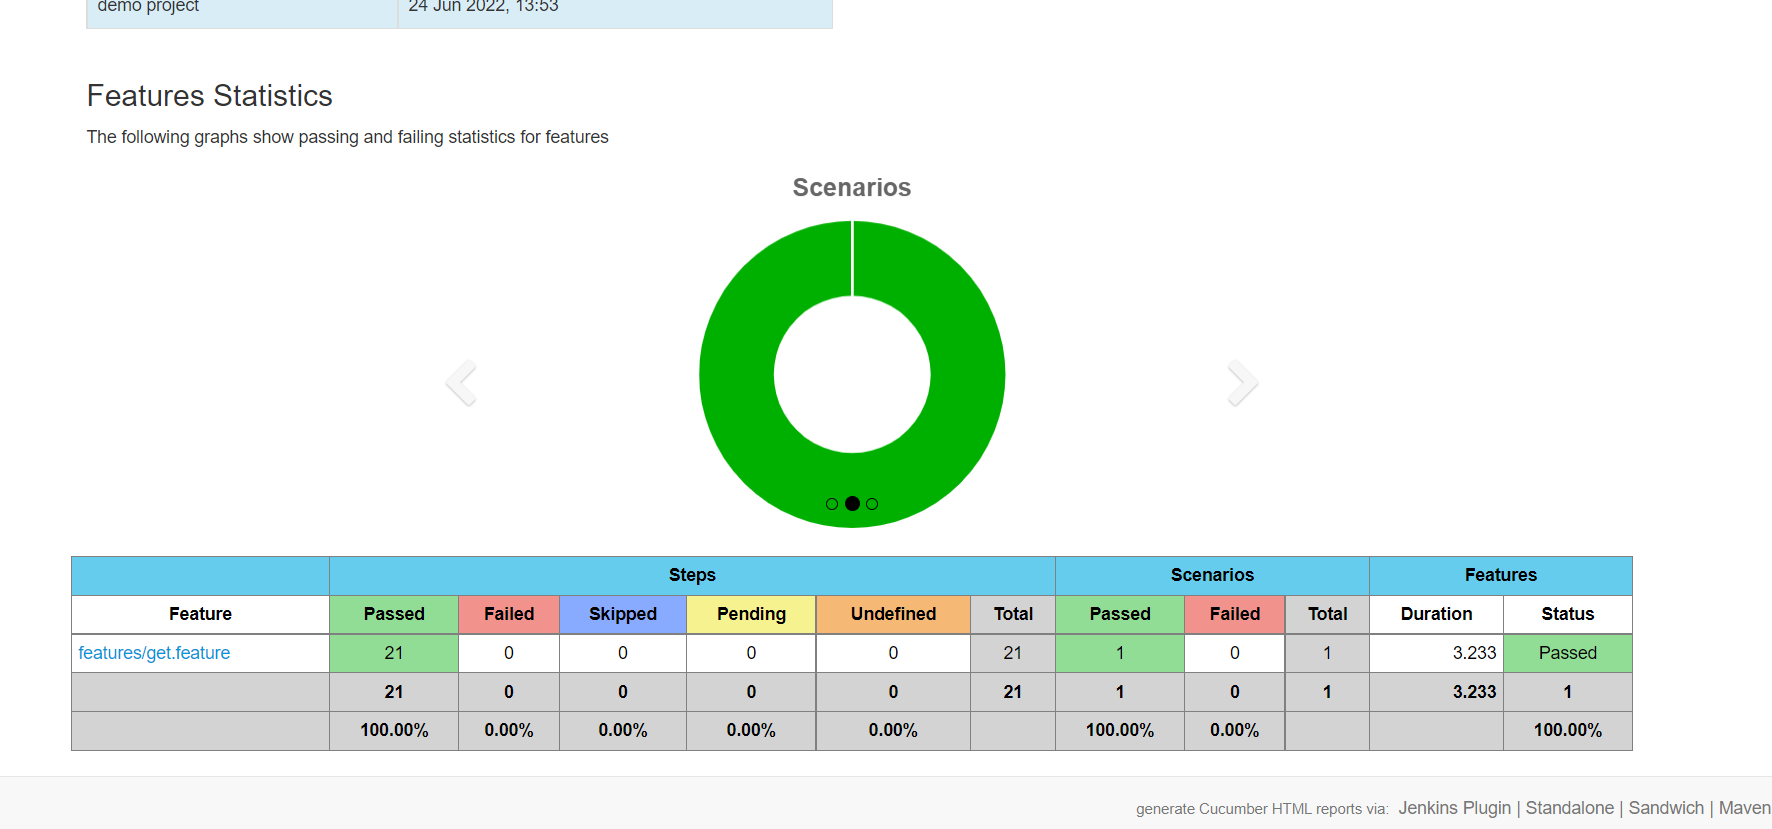 demo project 24 Jun 2022, 13:53
Features Statistics
The following graphs show passing and failing statistics for features
Scenarios
Steps Scenarios Features
Feature Passed Failed Skipped Pending Undefined Total Passed Failed Total Duration Status
features/get.feature 21 0 0 0 0 21 1 0 1 3.233 Passed
21 0 0 0 0 21 1 0 1 3.233 1
100.00% 0.00% 0.00% 0.00% 0.00% 100.00% 0.00% 100.00%
generate Cucumber HTML reports via: Jenkins Plugin | Standalone | Sandwich | Maven